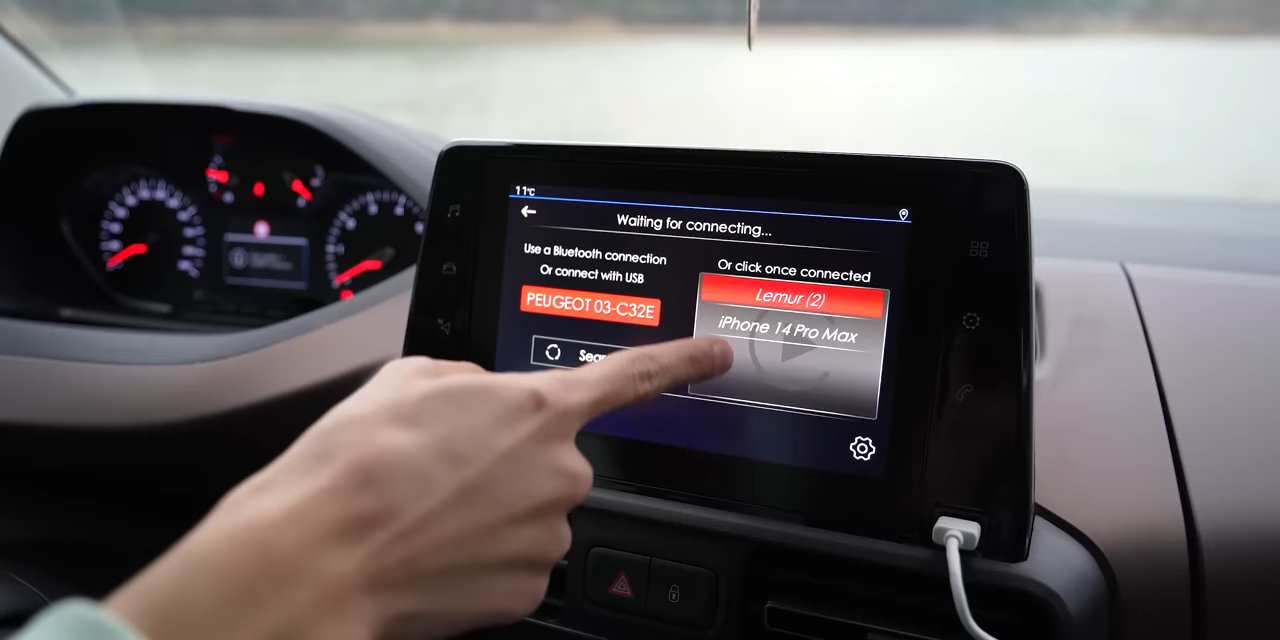 11°C
Waiting for connecting...
Use a Bluetooth connection
Or connect with USB
PEUGEOT 03-C32E
Or click once connected
Lemur (2)
iPhone 14 Pro Max